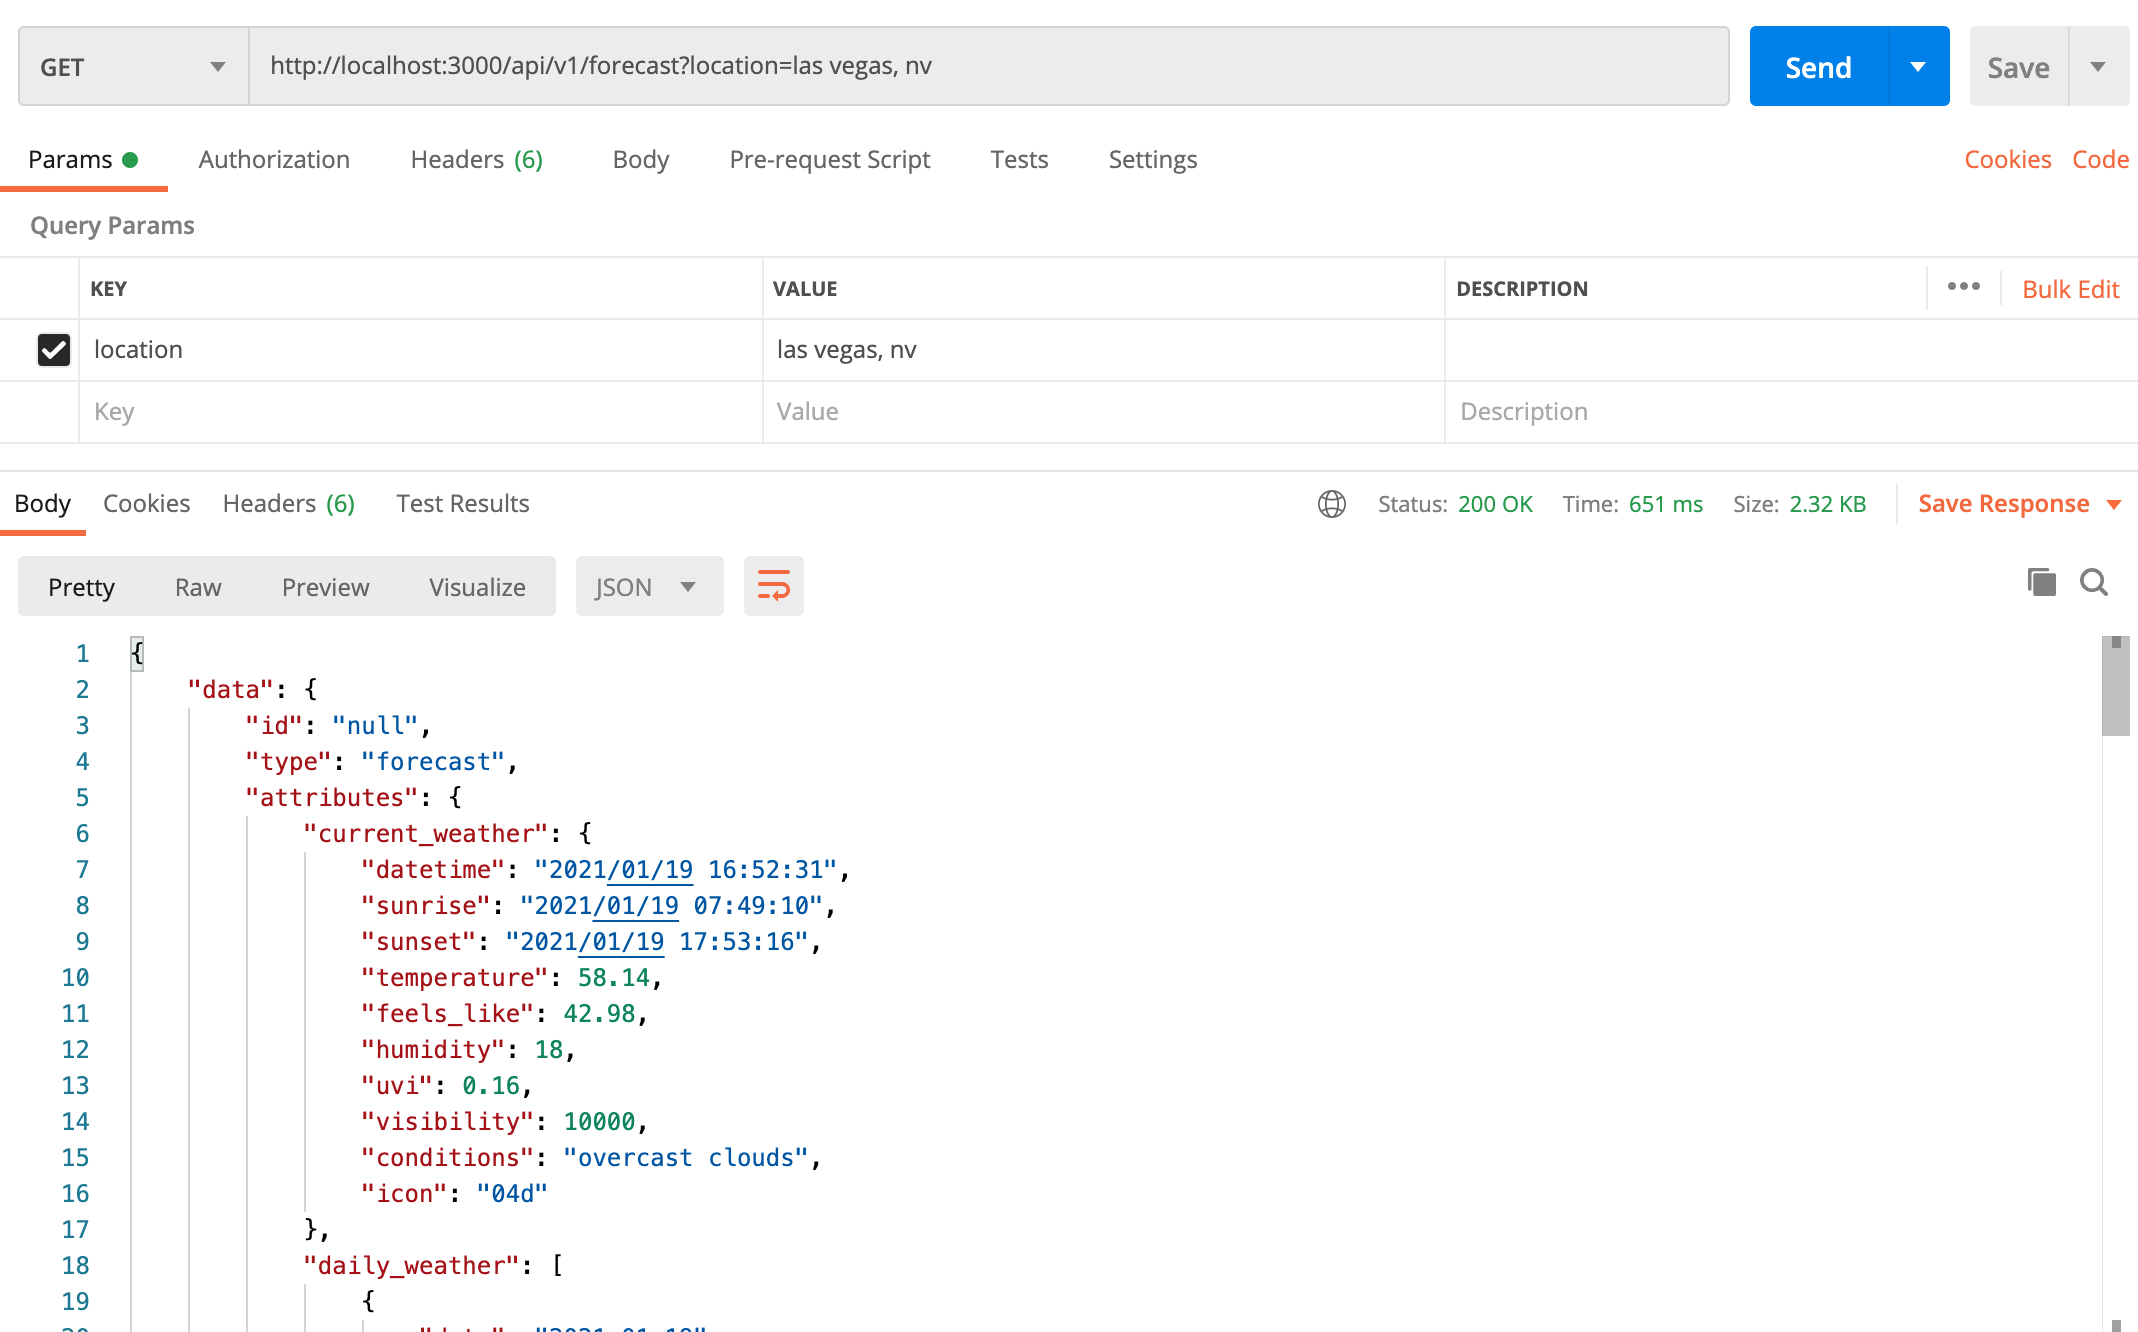 GET http://localhost:3000/api/v1/forecast?location=las vegas, nv Send Save
Params Authorization Headers (6) Body Pre-request Script Tests Settings Cookies Code
Query Params
KEY VALUE DESCRIPTION ••• Bulk Edit
location las vegas, nv
Key Value Description
Body Cookies Headers (6) Test Results Status: 200 OK Time: 651 ms Size: 2.32 KB Save Response
Pretty Raw Preview Visualize JSON
1 {
2 "data": {
3 "id": "null",
4 "type": "forecast",
5 "attributes": {
6 "current_weather": {
7 "datetime": "2021/01/19 16:52:31",
8 "sunrise": "2021/01/19 07:49:10",
9 "sunset": "2021/01/19 17:53:16",
10 "temperature": 58.14,
11 "feels_like": 42.98,
12 "humidity": 18,
13 "uvi": 0.16,
14 "visibility": 10000,
15 "conditions": "overcast clouds",
16 "icon": "04d"
17 },
18 "daily_weather": [
19 {